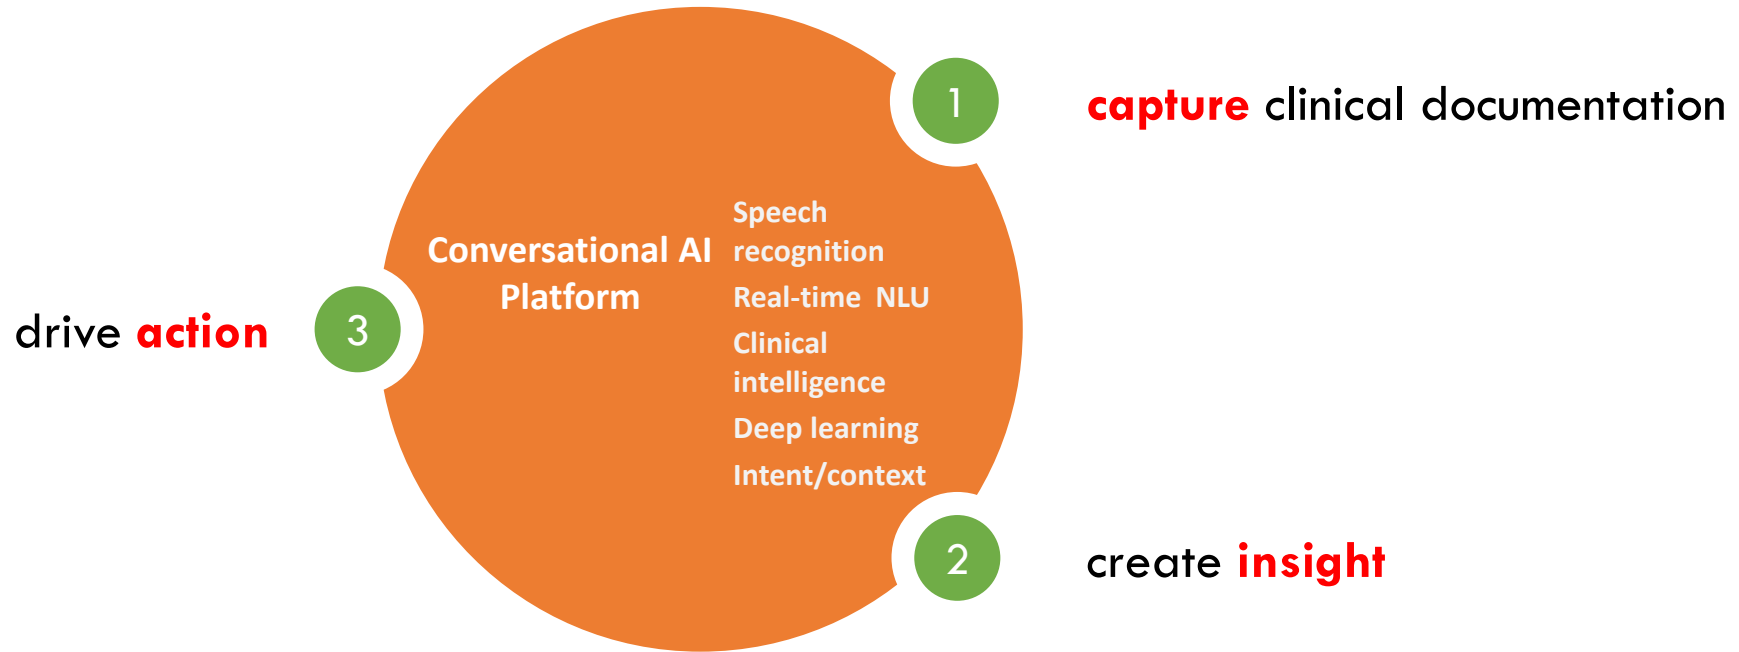 1
capture clinical documentation
Conversational AI
Platform
Speech
recognition
Real-time NLU
Clinical
intelligence
Deep learning
Intent/context
drive action
3
2
create insight